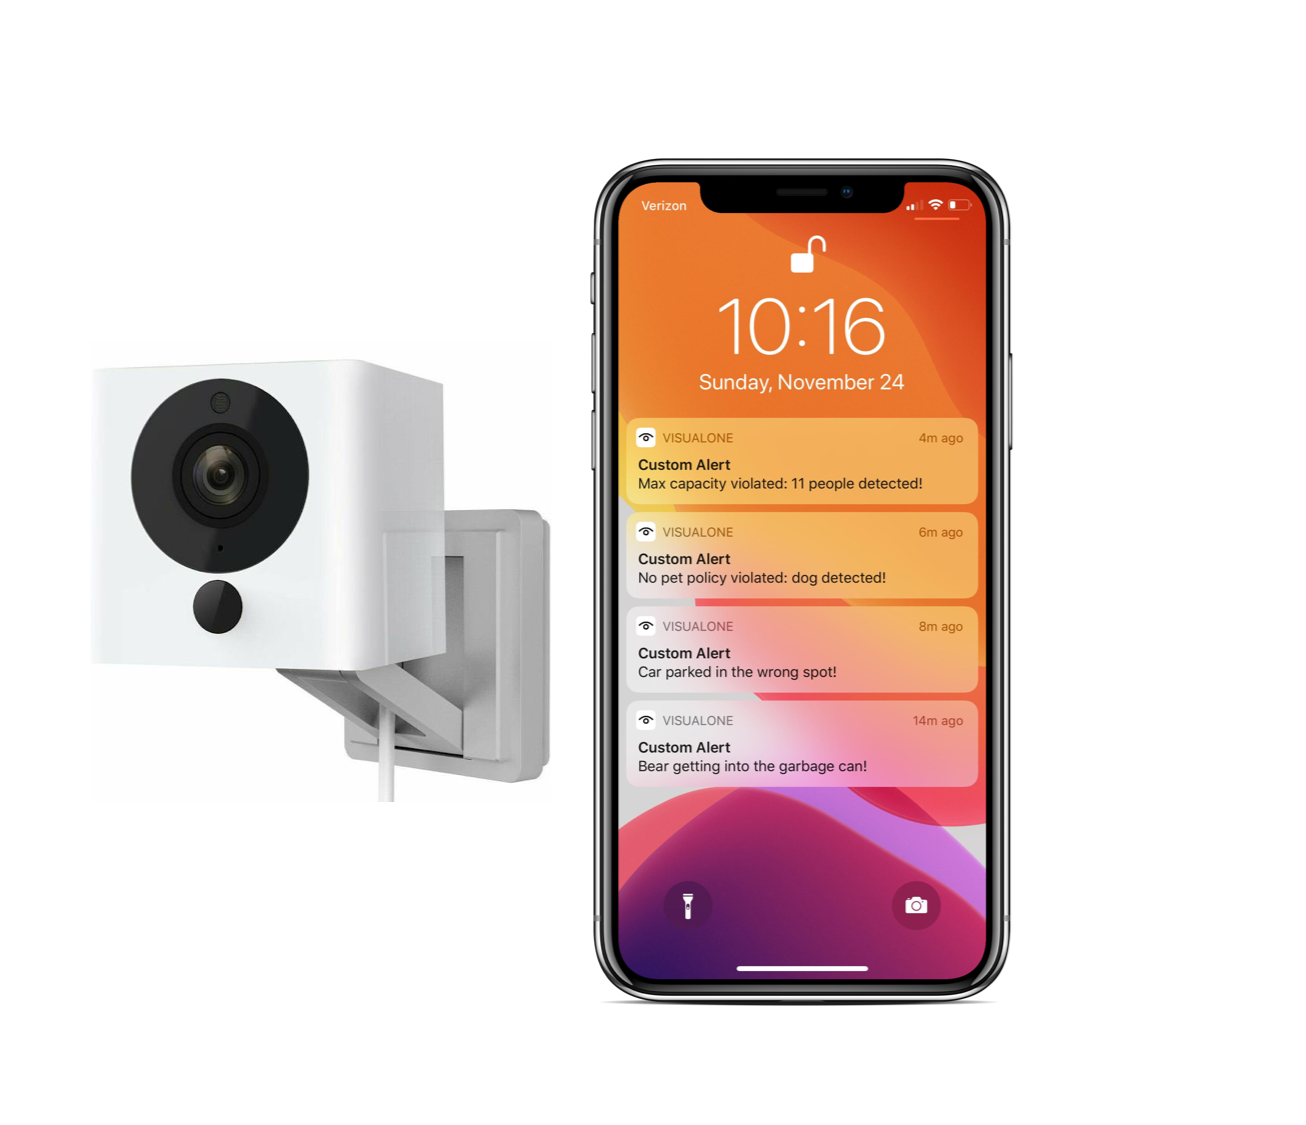 Verizon
10:16
Sunday, November 24
VISUALONE 4m ago
Custom Alert
Max capacity violated: 11 people detected!
VISUALONE 6m ago
Custom Alert
No pet policy violated: dog detected!
VISUALONE 8m ago
Custom Alert
Car parked in the wrong spot!
VISUALONE 14m ago
Custom Alert
Bear getting into the garbage can!